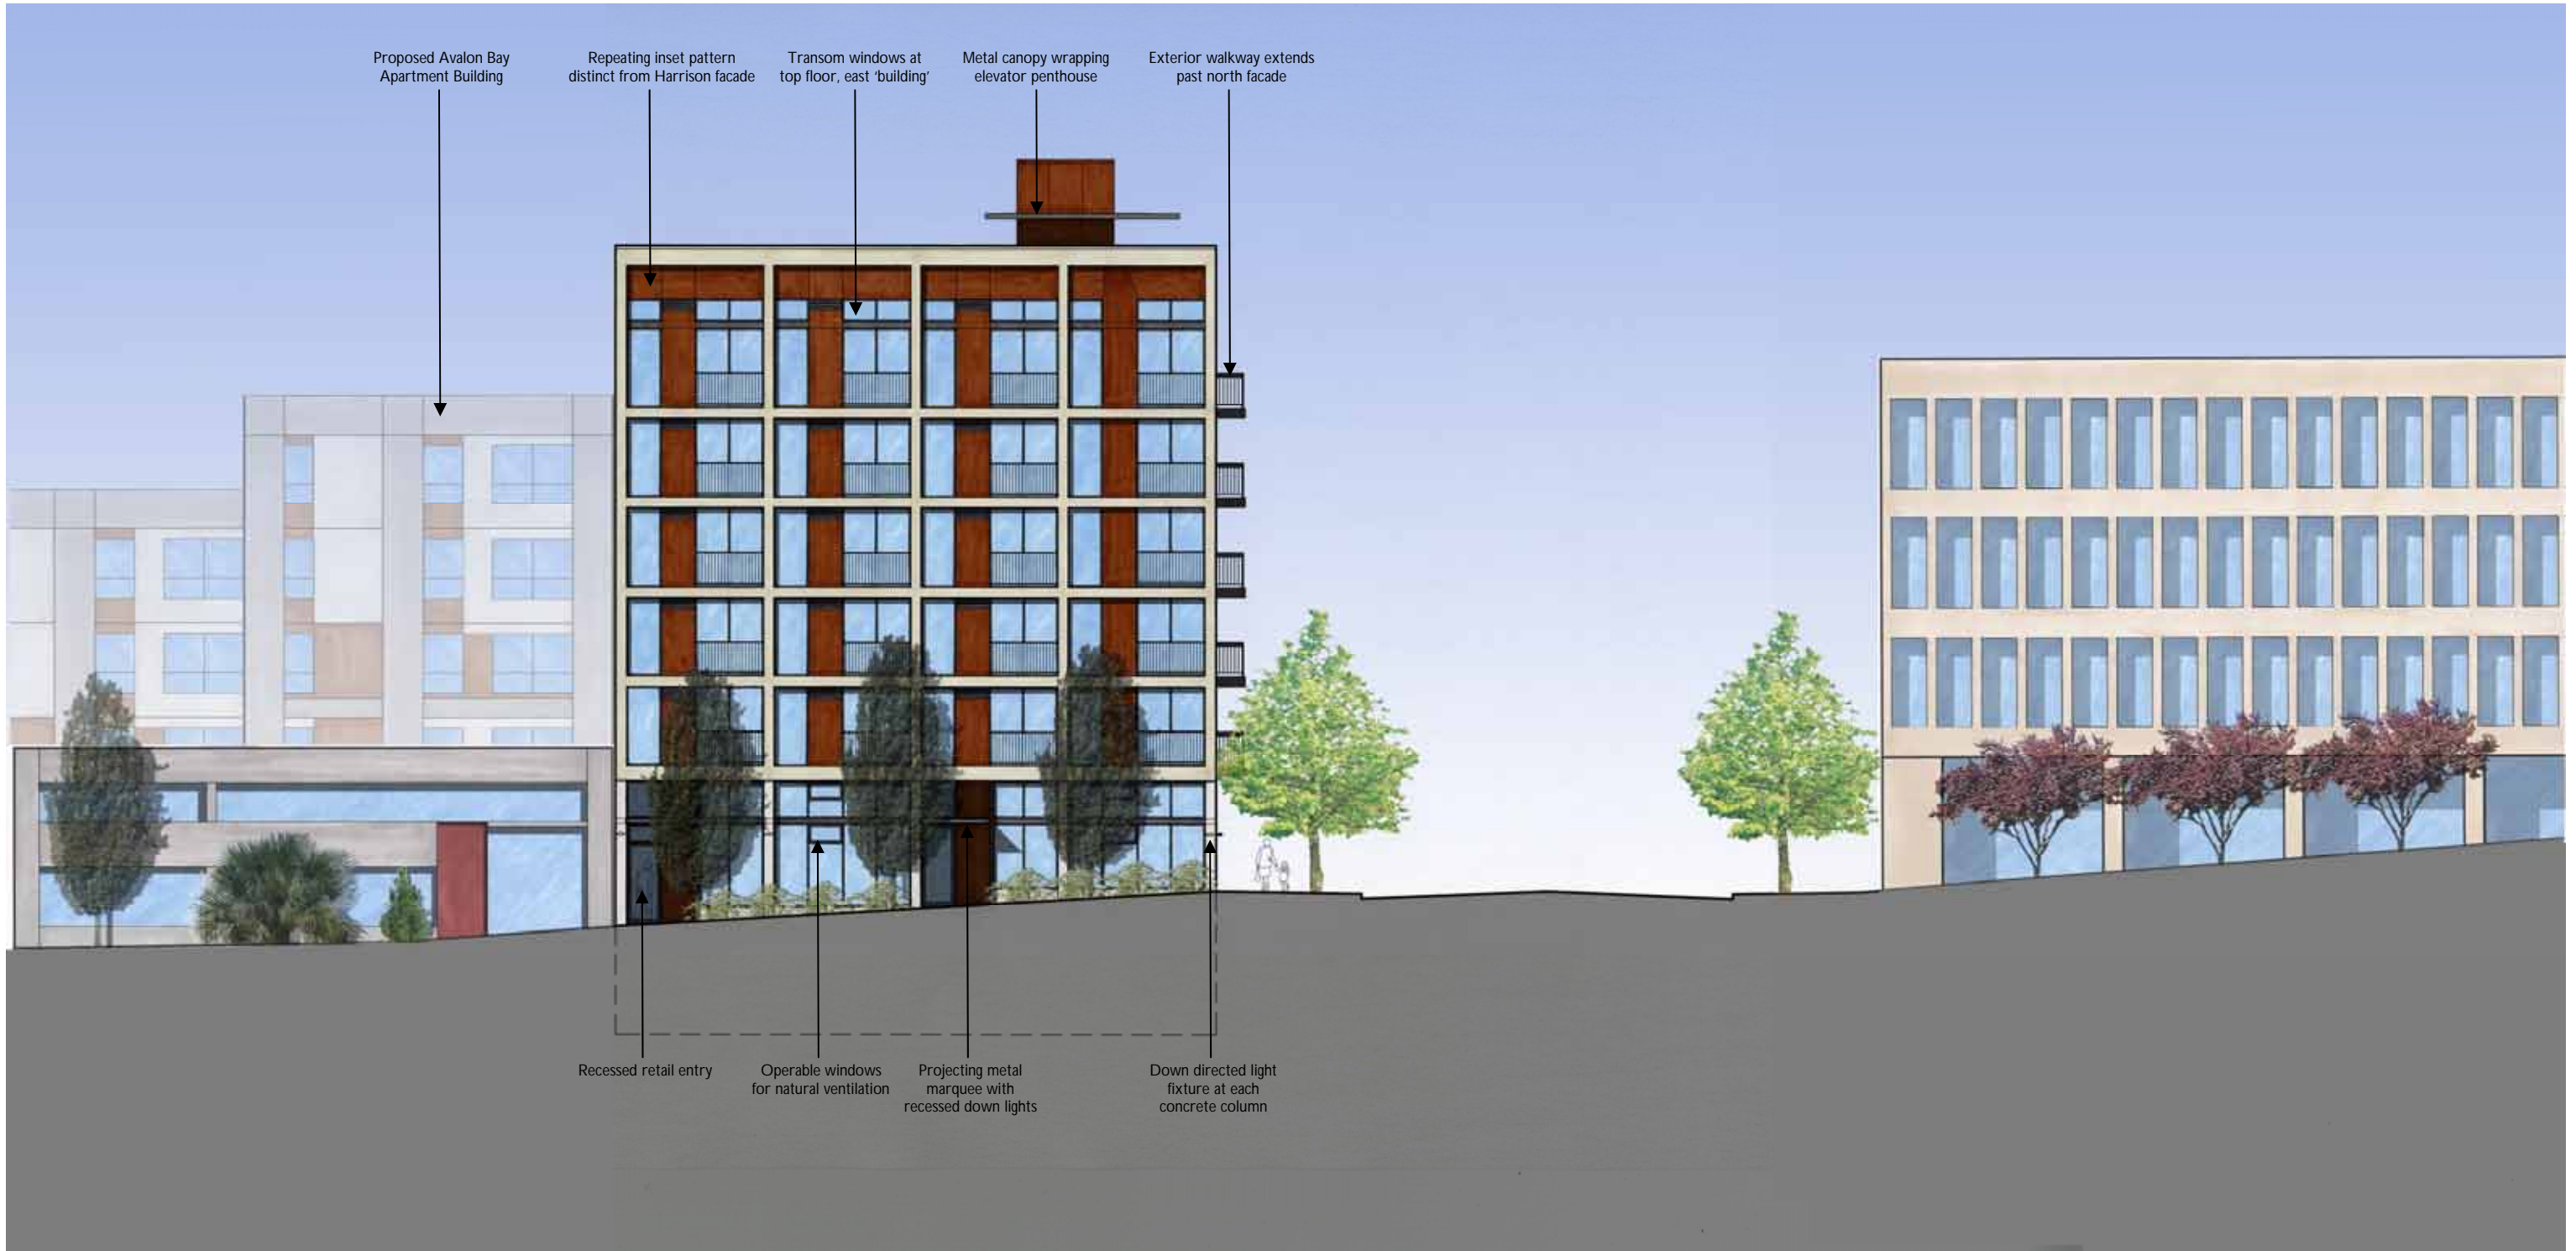 Proposed Avalon Bay
Apartment Building
Repeating inset pattern
distinct from Harrison facade
Transom windows at
top floor, east ‘building’
Metal canopy wrapping
elevator penthouse
Exterior walkway extends
past north facade
Recessed retail entry
Operable windows
for natural ventilation
Projecting metal
marquee with
recessed down lights
Down directed light
fixture at each
concrete column